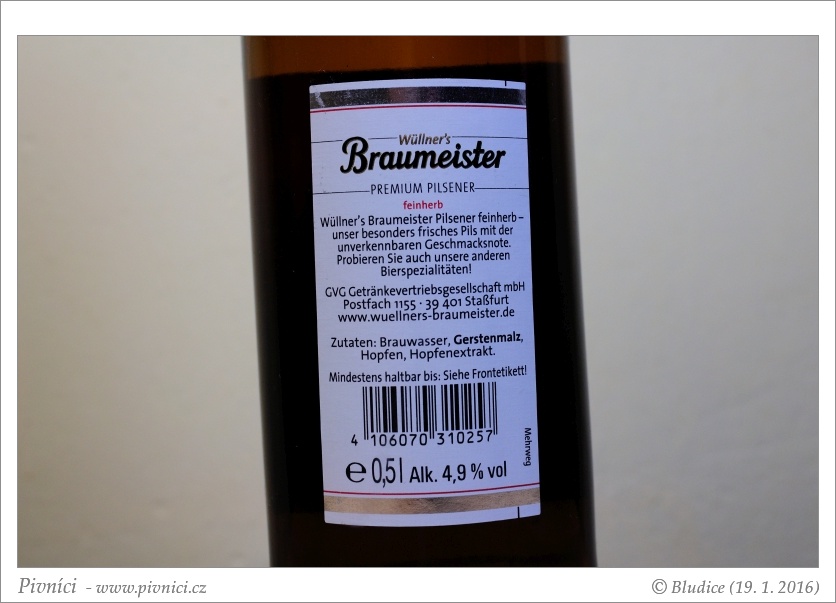 Wüllner's
Braumeister
PREMIUM PILSENER
feinherb
Wüllner's Braumeister Pilsener feinherb –
unser besonders frisches Pils mit der
unverkennbaren Geschmacksnote.
Probieren Sie auch unsere anderen
Bierspezialitäten!
GVG Getränkevertriebsgesellschaft mbH
Postfach 1155 · 39 401 Staßfurt
www.wuellners-braumeister.de
Zutaten: Brauwasser, Gerstenmalz,
Hopfen, Hopfenextrakt.
Mindestens haltbar bis: Siehe Frontetikett!
4 106070 310257
Mehrweg
℮ 0,5 l Alk. 4,9 % vol
Pivníci - www.pivnici.cz
© Bludice (19. 1. 2016)